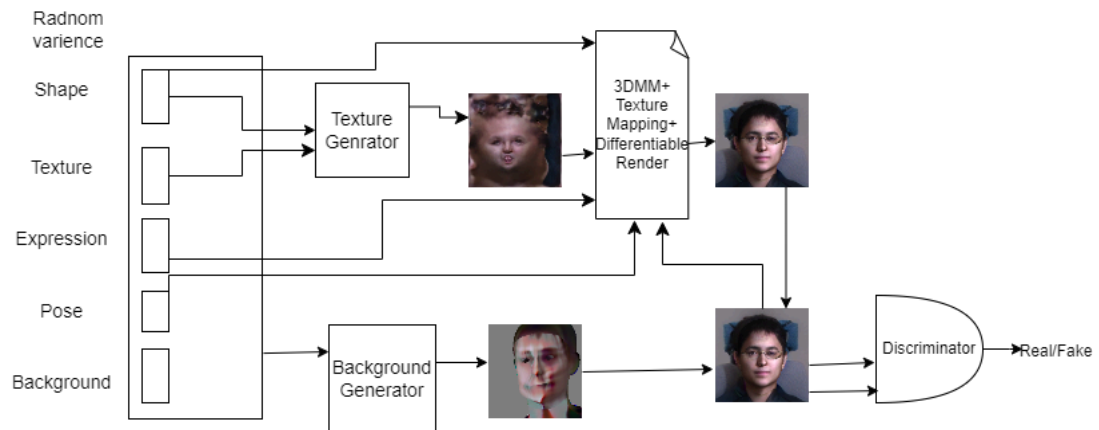 Radnom
varience
Shape
Texture
Expression
Pose
Background
Texture
Genrator
3DMM+
Texture
Mapping+
Differentiable
Render
Background
Generator
Discriminator
Real/Fake